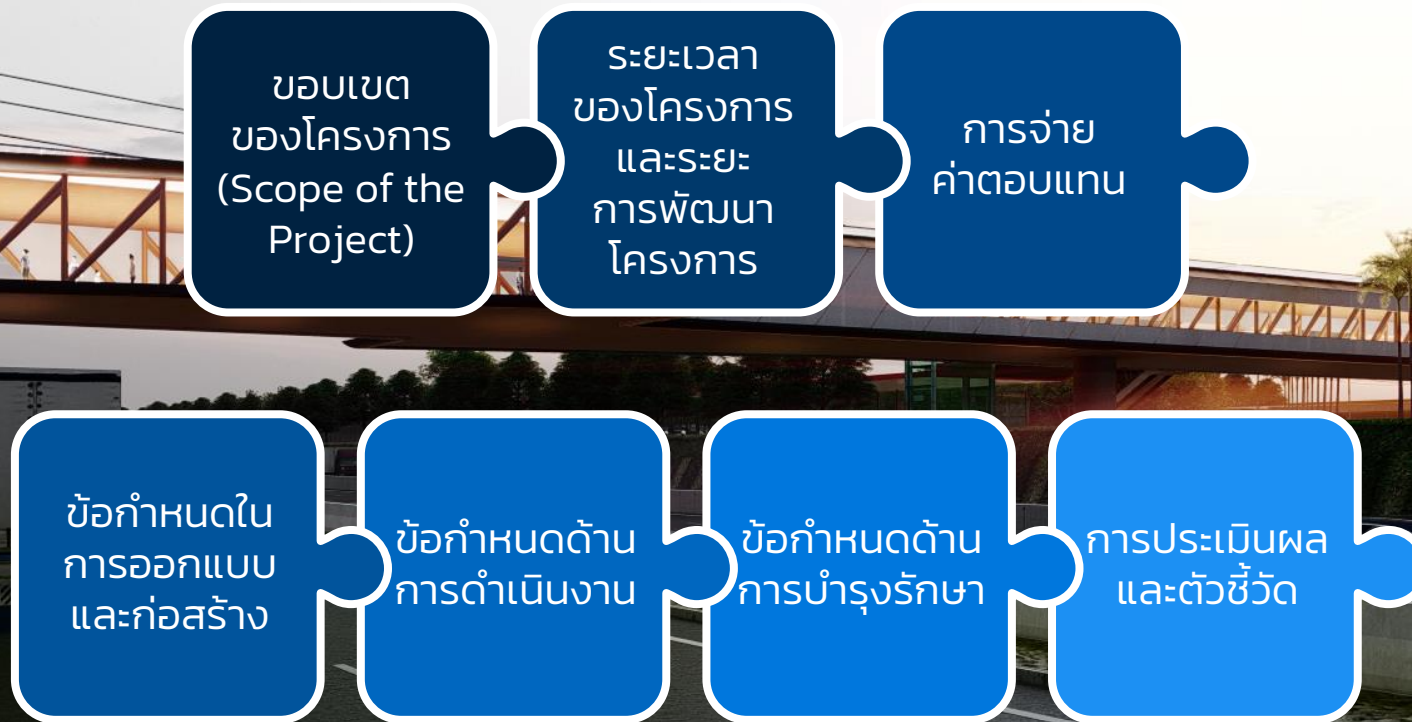 ขอบเขต
ของโครงการ
(Scope of the
Project)
ระยะเวลา
ของโครงการ
และระยะ
การพัฒนา
โครงการ
การจ่าย
ค่าตอบแทน
ข้อกำหนดใน
การออกแบบ
และก่อสร้าง
ข้อกำหนดด้าน
การดำเนินงาน
ข้อกำหนดด้าน
การบำรุงรักษา
การประเมินผล
และตัวชี้วัด